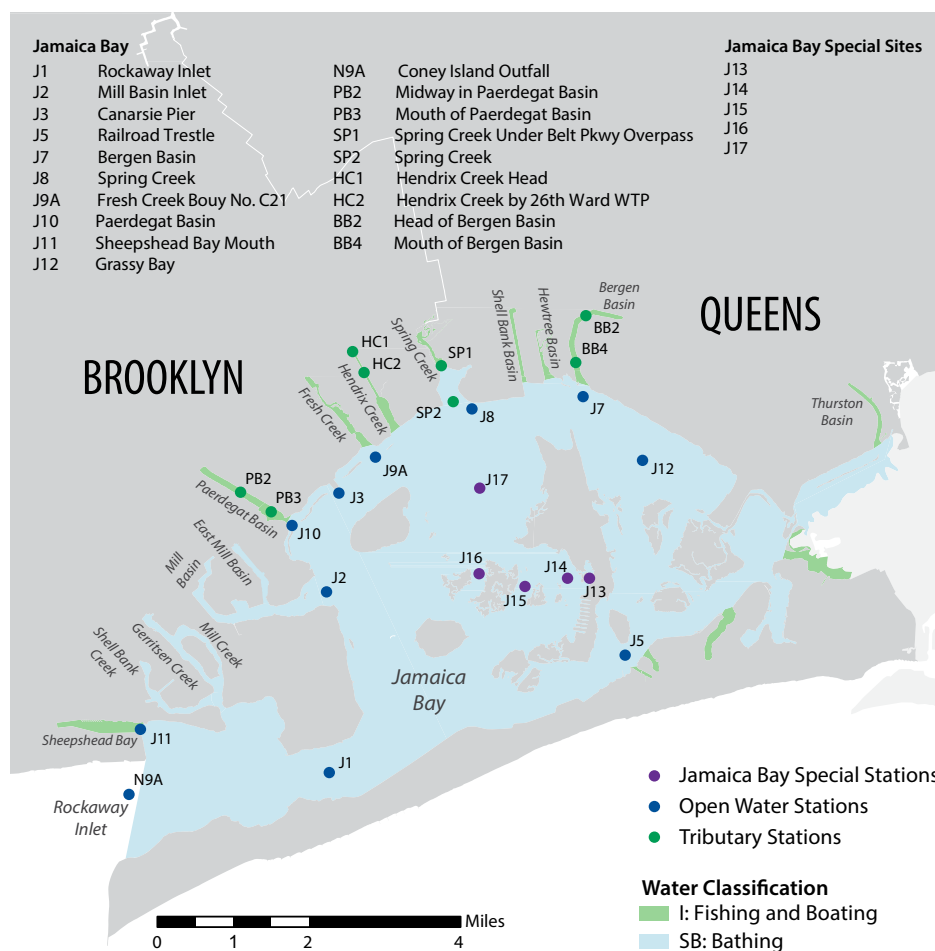 Jamaica Bay
J1 Rockaway Inlet
J2 Mill Basin Inlet
J3 Canarsie Pier
J5 Railroad Trestle
J7 Bergen Basin
J8 Spring Creek
J9A Fresh Creek Bouy No. C21
J10 Paerdegat Basin
J11 Sheepshead Bay Mouth
J12 Grassy Bay
N9A Coney Island Outfall
PB2 Midway in Paerdegat Basin
PB3 Mouth of Paerdegat Basin
SP1 Spring Creek Under Belt Pkwy Overpass
SP2 Spring Creek
HC1 Hendrix Creek Head
HC2 Hendrix Creek by 26th Ward WTP
BB2 Head of Bergen Basin
BB4 Mouth of Bergen Basin
Jamaica Bay Special Sites
J13
J14
J15
J16
J17
QUEENS
BROOKLYN
Bergen
Basin
Hewtree Basin
Shell Bank Basin
Spring Creek
Hendrix Creek
Fresh Creek
Thurston
Basin
Paerdegat Basin
East Mill Basin
Mill
Basin
Mill Creek
Gerritsen Creek
Shell Bank
Creek
Sheepshead Bay
Rockaway
Inlet
Jamaica
Bay
BB2
BB4
HC1
HC2
SP1
SP2
J8
J7
J9A
J12
PB2
PB3
J3
J10
J17
J16
J14
J15
J13
J2
J5
J11
J1
N9A
Jamaica Bay Special Stations
Open Water Stations
Tributary Stations
Water Classification
I: Fishing and Boating
SB: Bathing
Miles
0 1 2 4